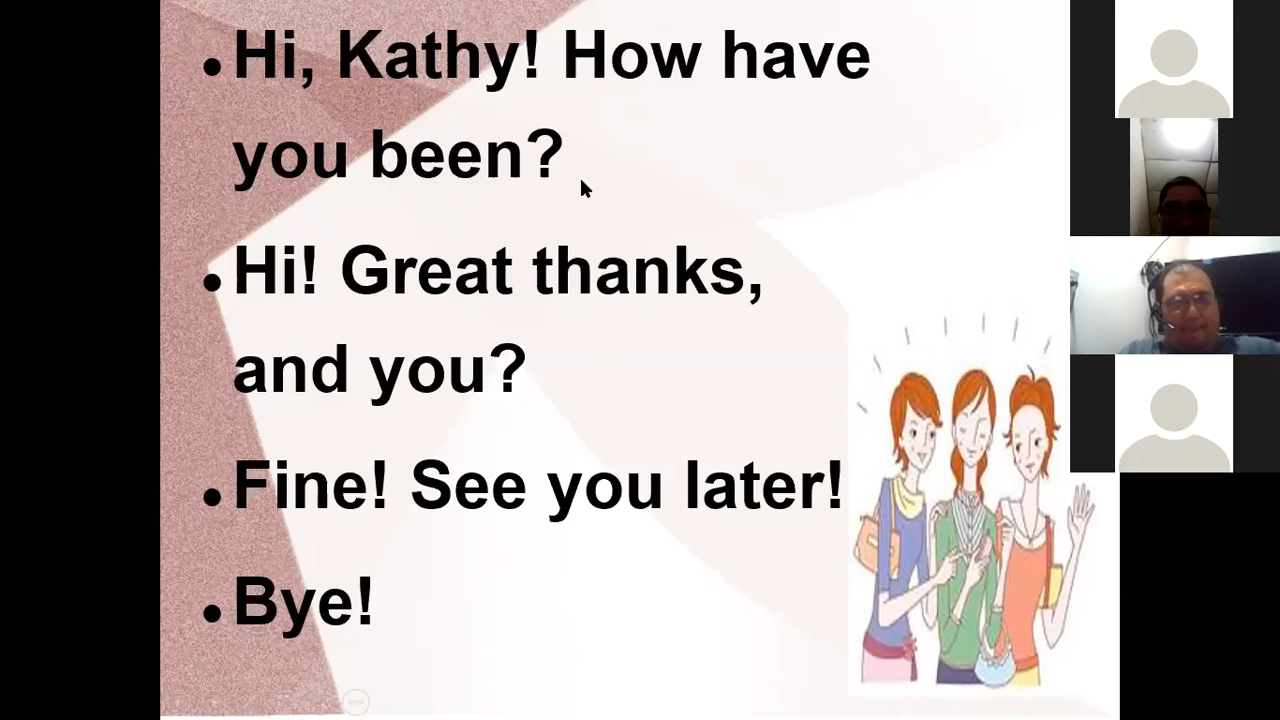 • Hi, Kathy! How have
you been?
• Hi! Great thanks,
and you?
• Fine! See you later!
• Bye!